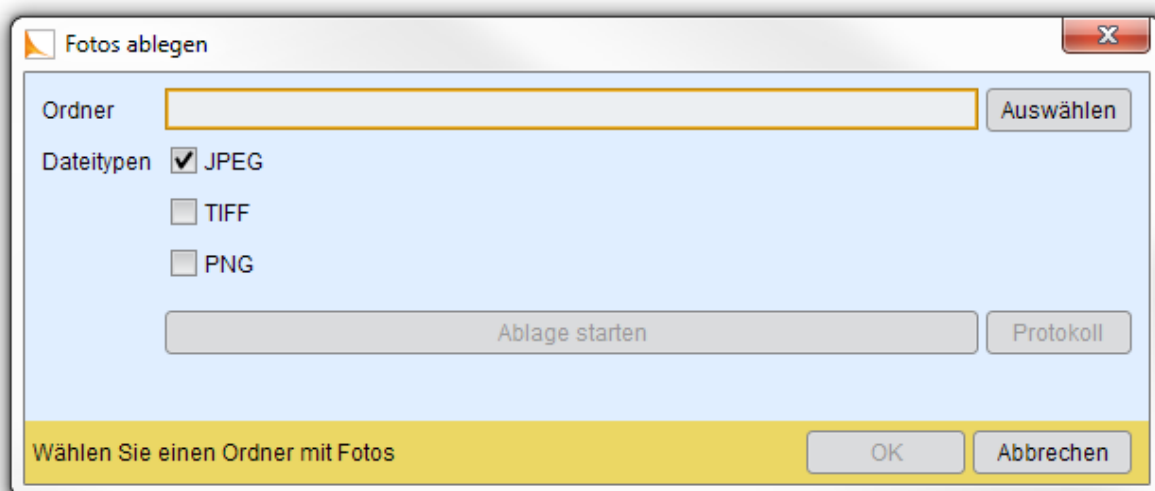 Fotos ablegen
Ordner Auswählen
Dateitypen JPEG
TIFF
PNG
Ablage starten Protokoll
Wählen Sie einen Ordner mit Fotos OK Abbrechen